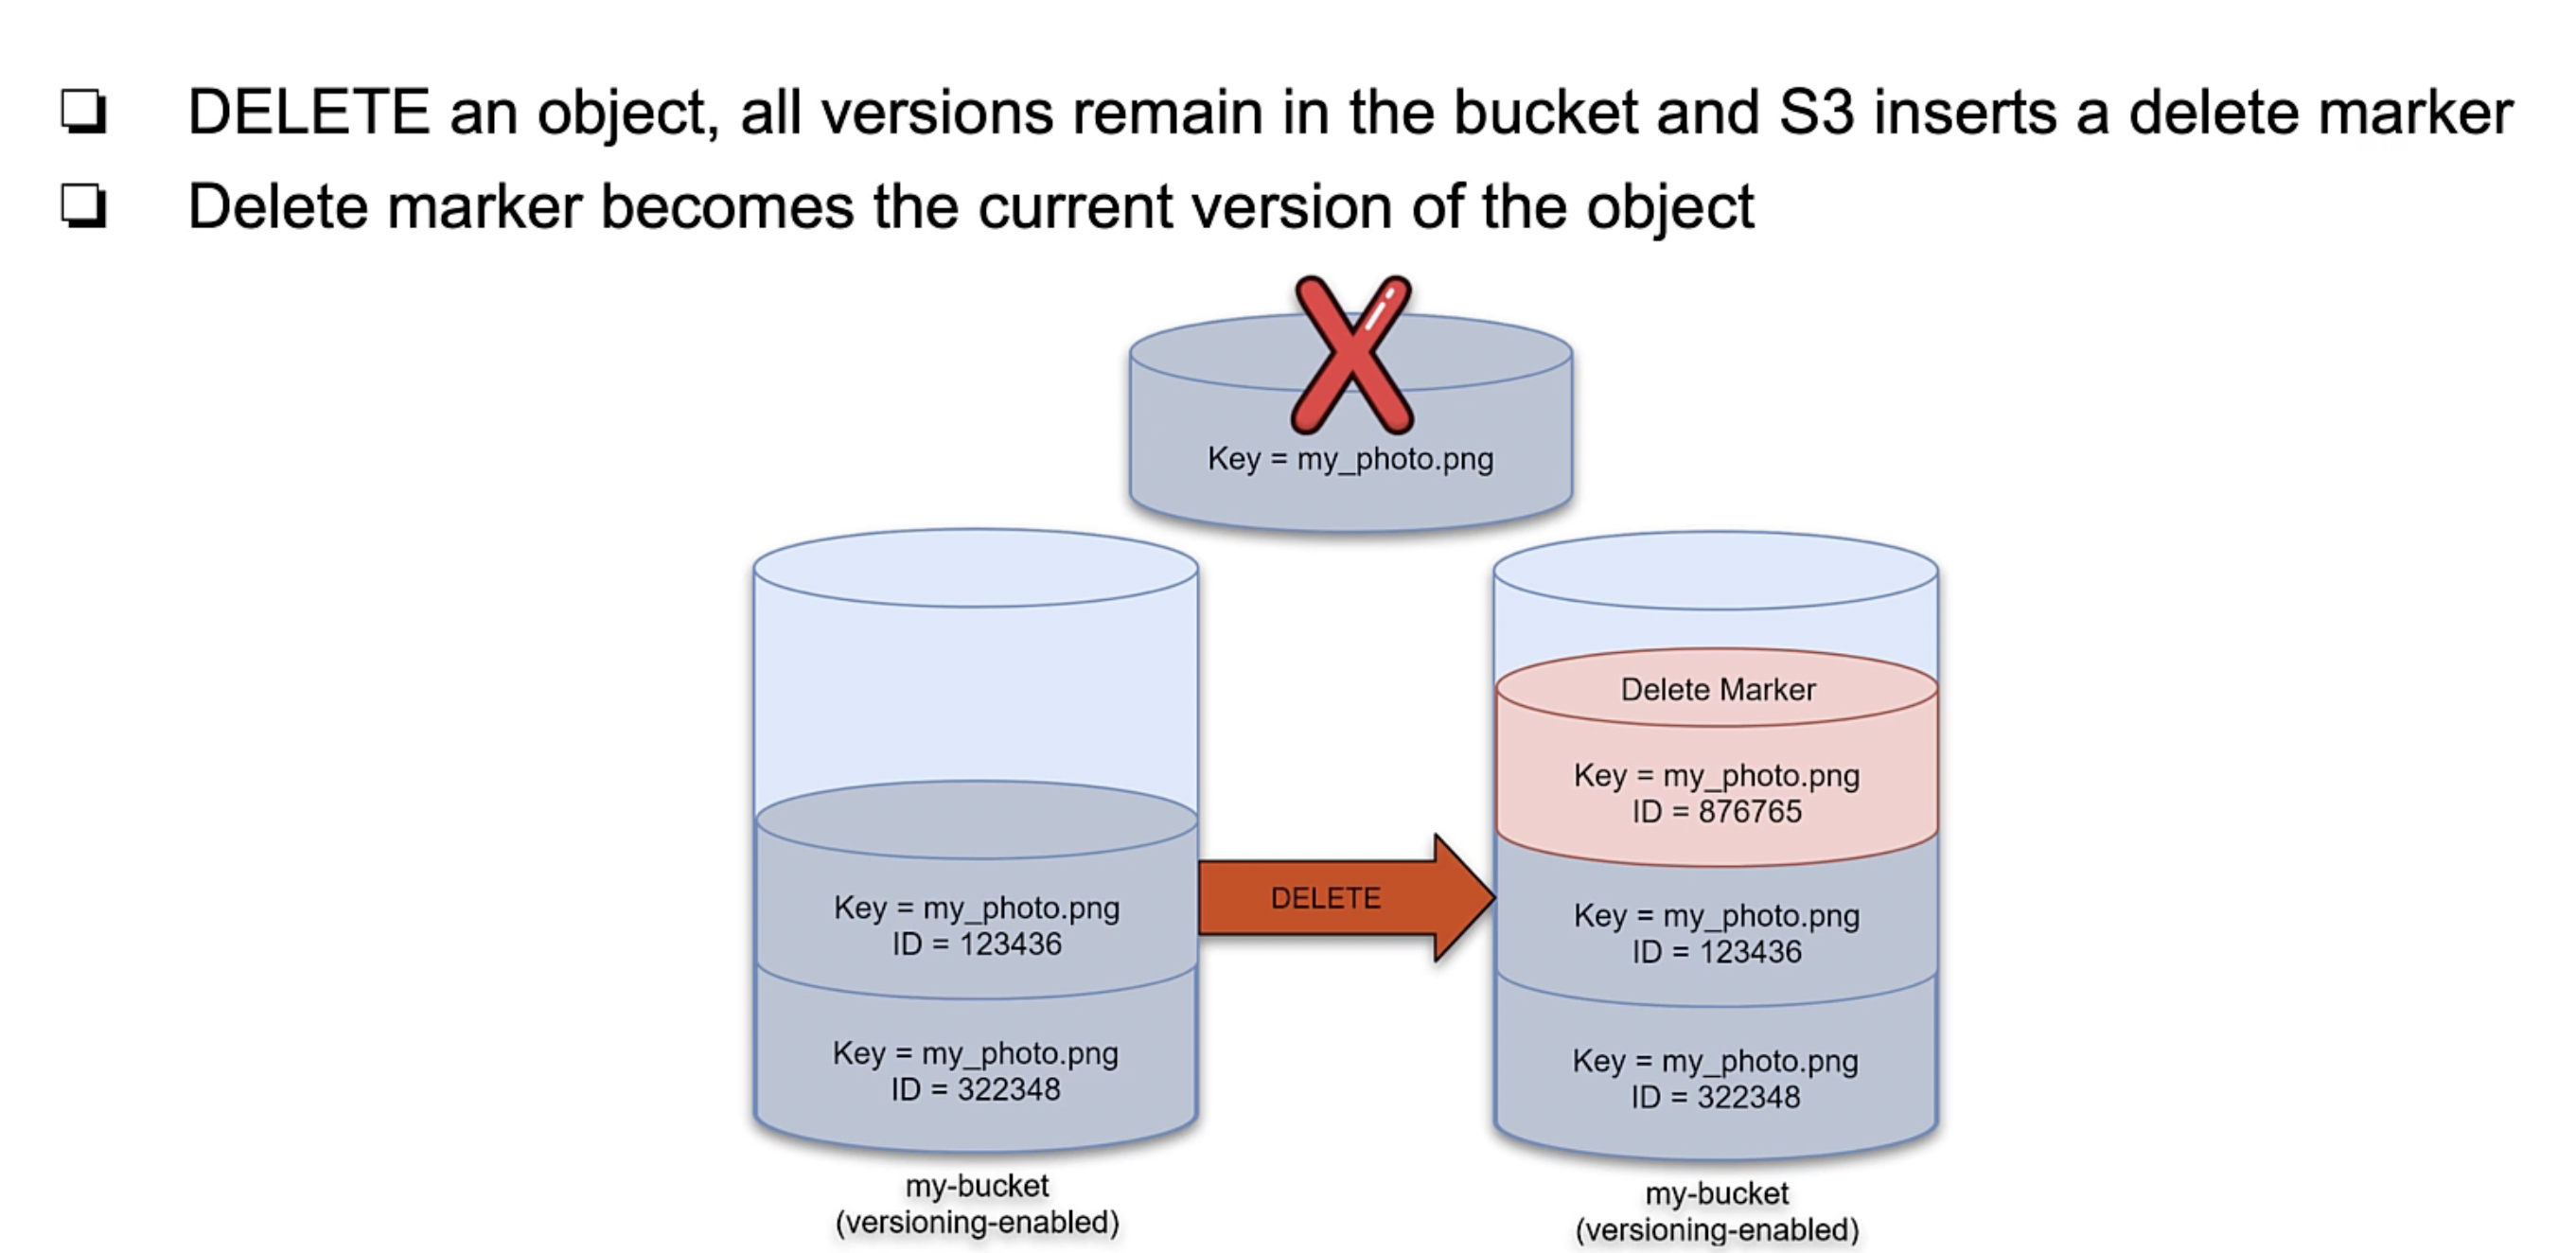 DELETE an object, all versions remain in the bucket and S3 inserts a delete marker
Delete marker becomes the current version of the object
Key = my_photo.png
Key = my_photo.png
ID = 123436
Key = my_photo.png
ID = 322348
my-bucket
(versioning-enabled)
DELETE
Delete Marker
Key = my_photo.png
ID = 876765
Key = my_photo.png
ID = 123436
Key = my_photo.png
ID = 322348
my-bucket
(versioning-enabled)